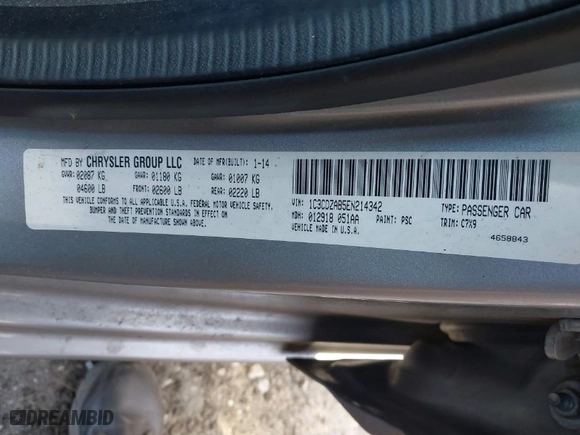 MFD BY CHRYSLER GROUP LLC DATE OF MFR(BUILT): 1-14
GVWR: 02087 KG GAWR: 01180 KG GAWR: 01007 KG
04600 LB FRONT: 02600 LB REAR: 02220 LB
THIS VEHICLE CONFORMS TO ALL APPLICABLE U.S.A. FEDERAL MOTOR VEHICLE SAFETY,
BUMPER AND THEFT PREVENTION STANDARDS IN EFFECT ON
THE DATE OF MANUFACTURE SHOWN ABOVE.
VIN: 1C3CDZAB5EN214342 TYPE: PASSENGER CAR
MDH: 012918 051AA PAINT: PSC TRIM: C7X9
VEHICLE MADE IN U.S.A.
4658843
DREAMBID